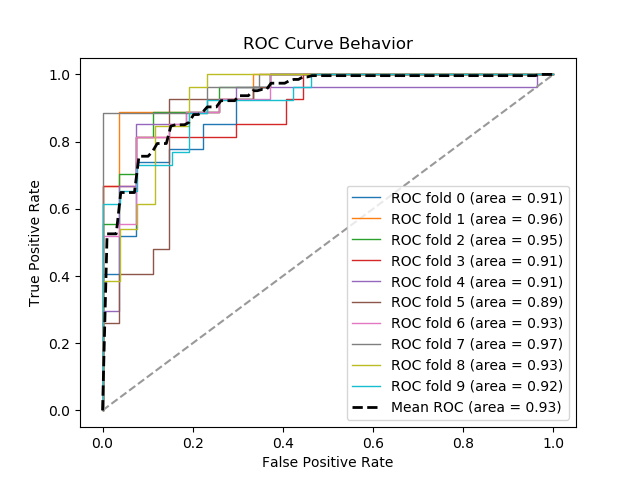 ROC Curve Behavior
1.0
0.8
0.6
0.4
0.2
0.0
True Positive Rate
ROC fold 0 (area = 0.91)
ROC fold 1 (area = 0.96)
ROC fold 2 (area = 0.95)
ROC fold 3 (area = 0.91)
ROC fold 4 (area = 0.91)
ROC fold 5 (area = 0.89)
ROC fold 6 (area = 0.93)
ROC fold 7 (area = 0.97)
ROC fold 8 (area = 0.93)
ROC fold 9 (area = 0.92)
Mean ROC (area = 0.93)
0.0 0.2 0.4 0.6 0.8 1.0
False Positive Rate